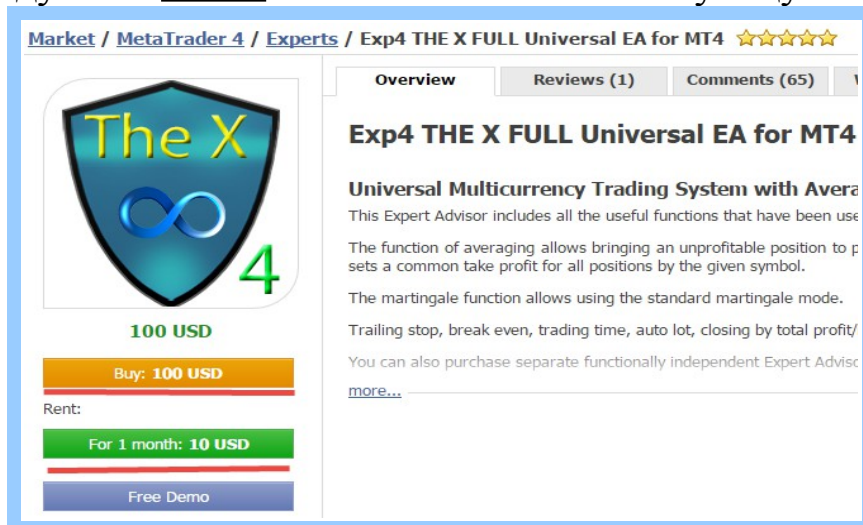 Market / MetaTrader 4 / Experts / Exp4 THE X FULL Universal EA for MT4
Overview Reviews (1) Comments (65)
The X
4
100 USD
Buy: 100 USD
Rent:
For 1 month: 10 USD
Free Demo
Exp4 THE X FULL Universal EA for MT4
Universal Multicurrency Trading System with
This Expert Advisor includes all the useful functions that have been
The function of averaging allows bringing an unprofitable position to
sets a common take profit for all positions by the given symbol.
The martingale function allows using the standard martingale mode.
Trailing stop, break even, trading time, auto lot, closing by total profit/
You can also purchase separate functionally independent Expert
more...